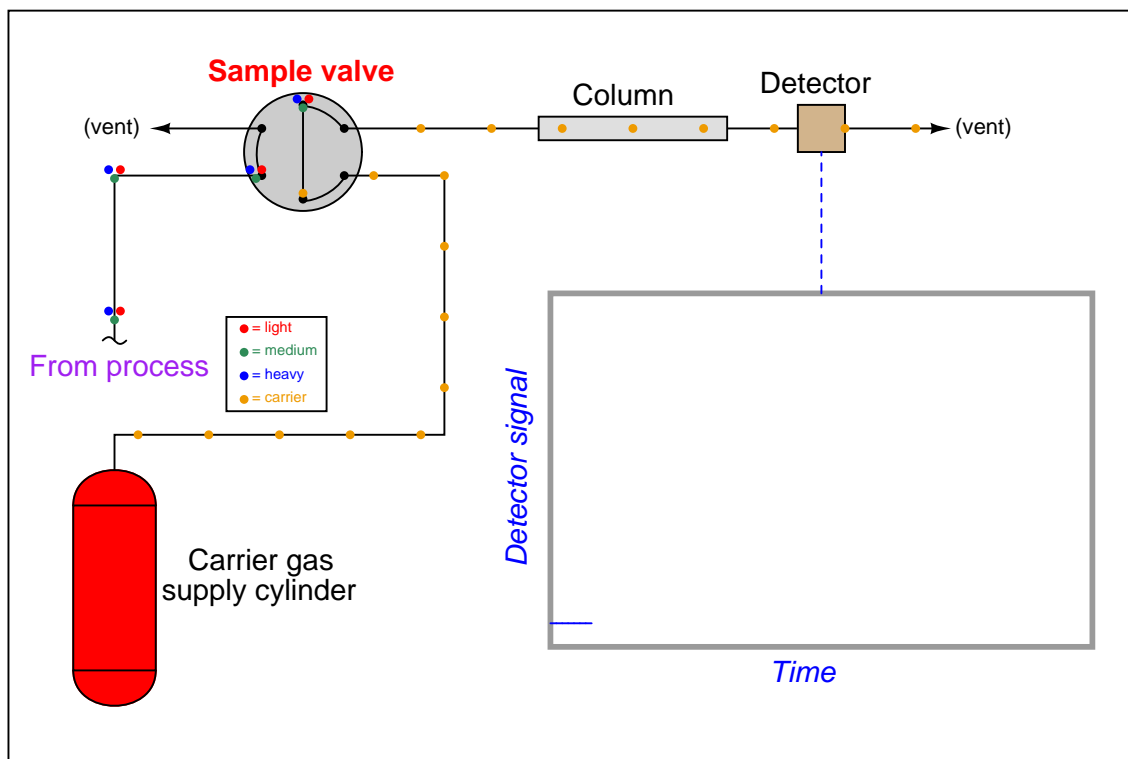 Sample valve
Column
Detector
(vent)
(vent)
From process
= light
= medium
= heavy
= carrier
Detector signal
Carrier gas
supply cylinder
Time